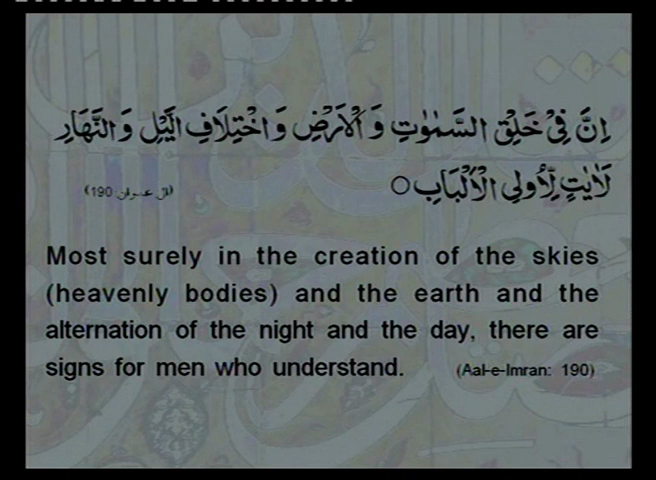 اِنَّ فِيْ خَلْقِ السَّمٰوٰتِ وَ الْاَرْضِ وَ اخْتِلَافِ الَّيْلِ وَ النَّهَارِ
لَاٰيٰتٍ لِّاُولِي الْاَلْبَابِ○
(اٰل عمران: 190)
Most surely in the creation of the skies
(heavenly bodies) and the earth and the
alternation of the night and the day, there are
signs for men who understand. (Aal-e-Imran: 190)